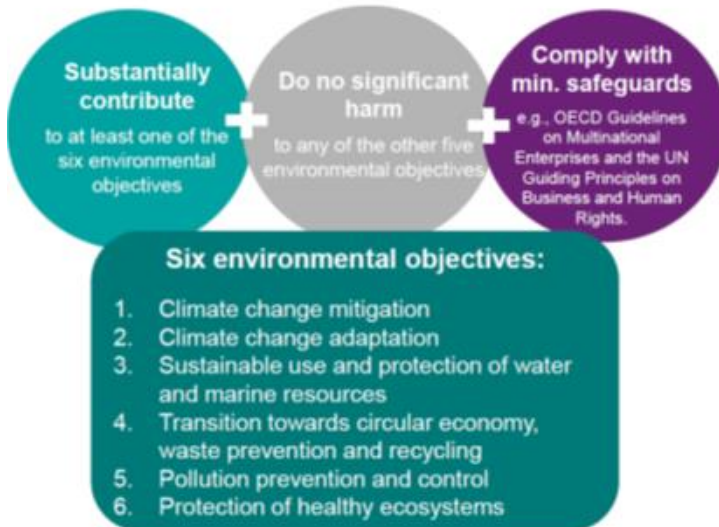 Substantially
contribute
to at least one of the
six environmental
objectives
Do no significant
harm
to any of the other five
environmental objectives
Comply with
min. safeguards
e.g., OECD Guidelines
on Multinational
Enterprises and the UN
Guiding Principles on
Business and Human
Rights.
Six environmental objectives:
1. Climate change mitigation
2. Climate change adaptation
3. Sustainable use and protection of water
and marine resources
4. Transition towards circular economy,
waste prevention and recycling
5. Pollution prevention and control
6. Protection of healthy ecosystems